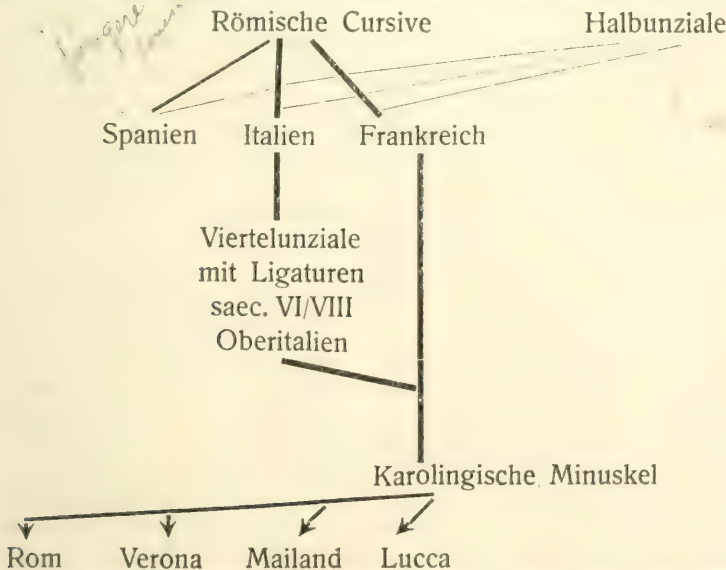 Römische Cursive Halbunziale
Spanien Italien Frankreich
Viertelunziale
mit Ligaturen
saec. VI/VIII
Oberitalien
Karolingische Minuskel
Rom Verona Mailand Lucca